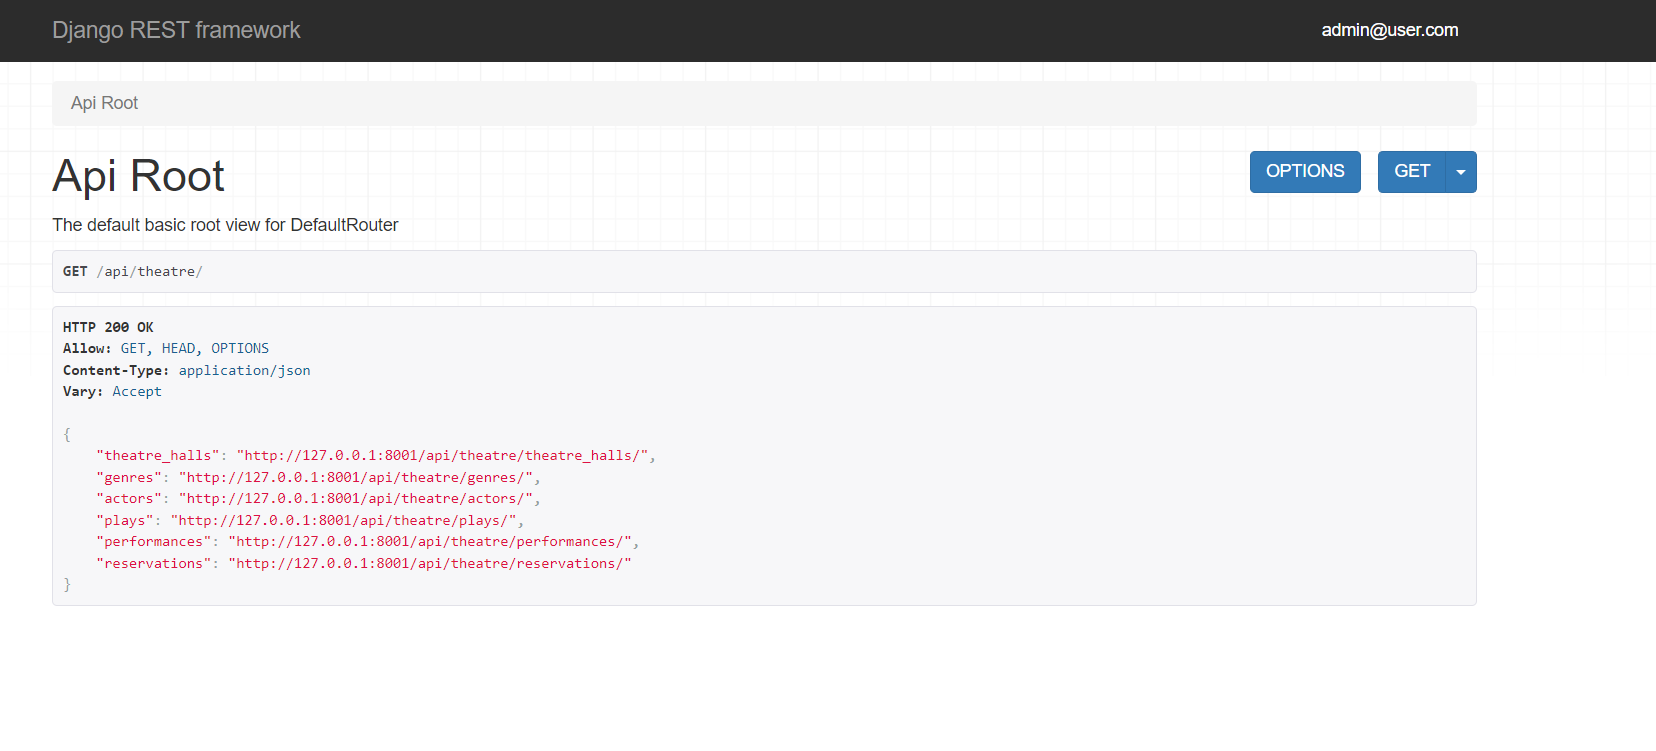 Django REST framework
admin@user.com
Api Root
Api Root
OPTIONS
GET
The default basic root view for DefaultRouter
GET /api/theatre/
HTTP 200 OK
Allow: GET, HEAD, OPTIONS
Content-Type: application/json
Vary: Accept
{
    "theatre_halls": "http://127.0.0.1:8001/api/theatre/theatre_halls/",
    "genres": "http://127.0.0.1:8001/api/theatre/genres/",
    "actors": "http://127.0.0.1:8001/api/theatre/actors/",
    "plays": "http://127.0.0.1:8001/api/theatre/plays/",
    "performances": "http://127.0.0.1:8001/api/theatre/performances/",
    "reservations": "http://127.0.0.1:8001/api/theatre/reservations/"
}